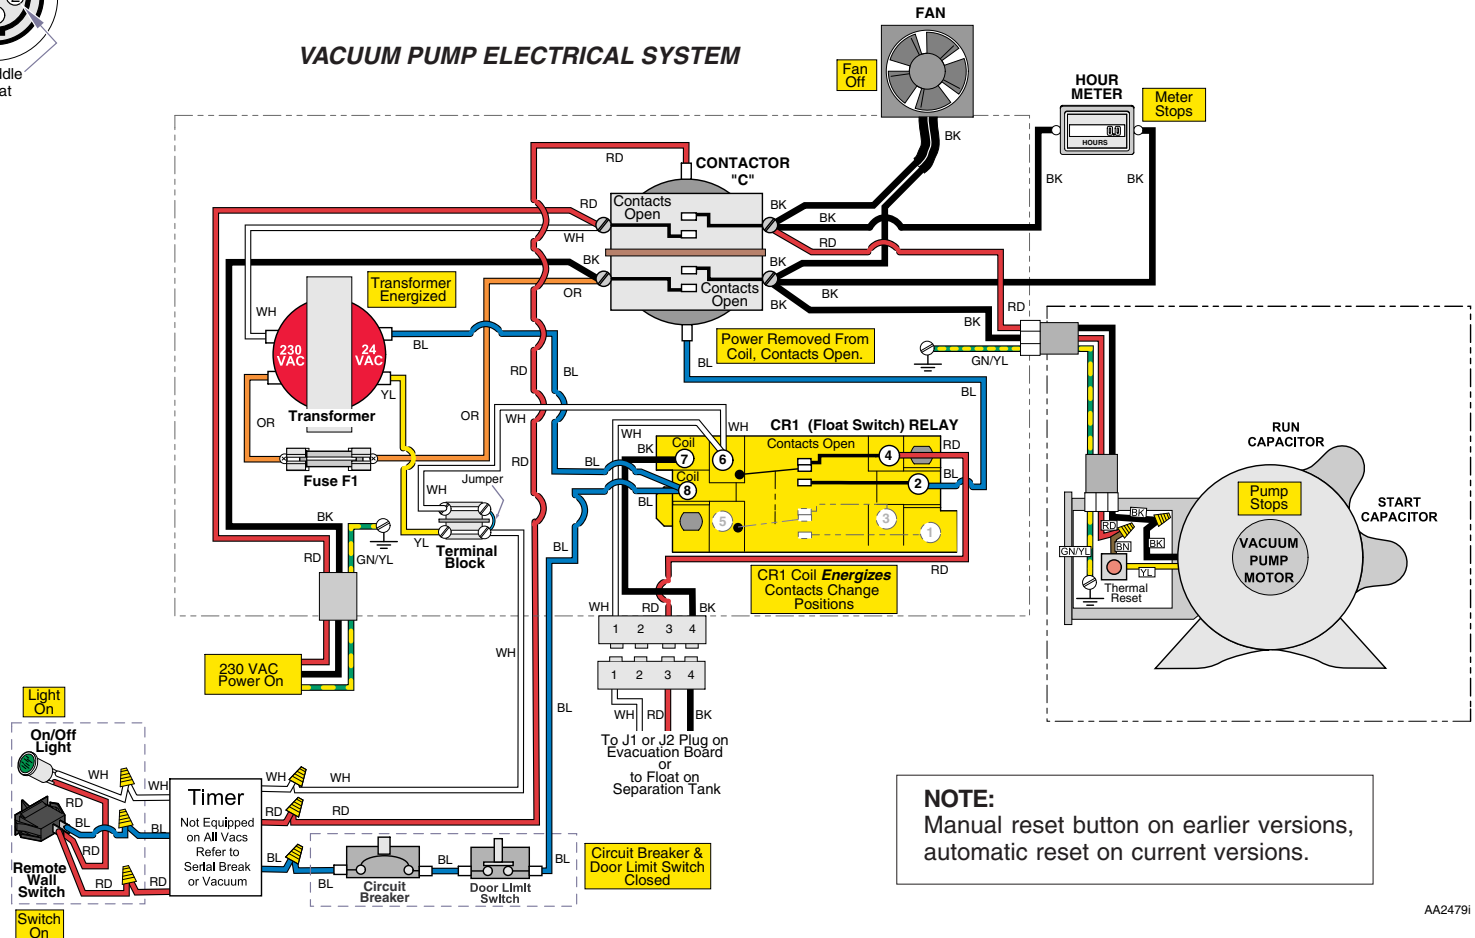 ddle
at
VACUUM PUMP ELECTRICAL SYSTEM
FAN
Fan
Off
BK
HOUR
METER
Meter
Stops
0.0
HOURS
BK
BK
RD
CONTACTOR
"C"
Contacts
Open
RD
WH
BK
OR
BK
BK
RD
BK
Contacts
Open
BK
BK
Transformer
Energized
WH
230
VAC
24
VAC
BL
YL
Transformer
OR
OR
Fuse F1
Power Removed From
Coil, Contacts Open.
BL
BK
RD
GN/YL
RD
BL
BL
WH
WH
WH
BK
CR1 (Float Switch) RELAY
Coil
Contacts Open
RD
7
6
4
BL
Coil
8
2
5
3
1
BL
BL
RD
WH
Jumper
YL
Terminal
Block
BK
RD
GN/YL
BL
RD
CR1 Coil Energizes
Contacts Change
Positions
WH
RD
BK
1 2 3 4
1 2 3 4
WH
RD
BK
To J1 or J2 Plug on
Evacuation Board
or
to Float on
Separation Tank
WH
BL
230 VAC
Power On
RUN
CAPACITOR
START
CAPACITOR
Pump
Stops
VACUUM
PUMP
MOTOR
BK
RD
BK
BN
GN/YL
YL
Thermal
Reset
Light
On
On/Off
Light
WH
WH
RD
BL
BL
RD
RD
RD
Remote
Wall
Switch
Switch
On
Timer
Not Equipped
on All Vacs
Refer to
Serial Break
or Vacuum
WH
WH
RD
RD
BL
BL
BL
BL
Circuit
Breaker
Door LImIt
SwItch
Circuit Breaker &
Door Limit Switch
Closed
NOTE:
Manual reset button on earlier versions,
automatic reset on current versions.
AA2479i